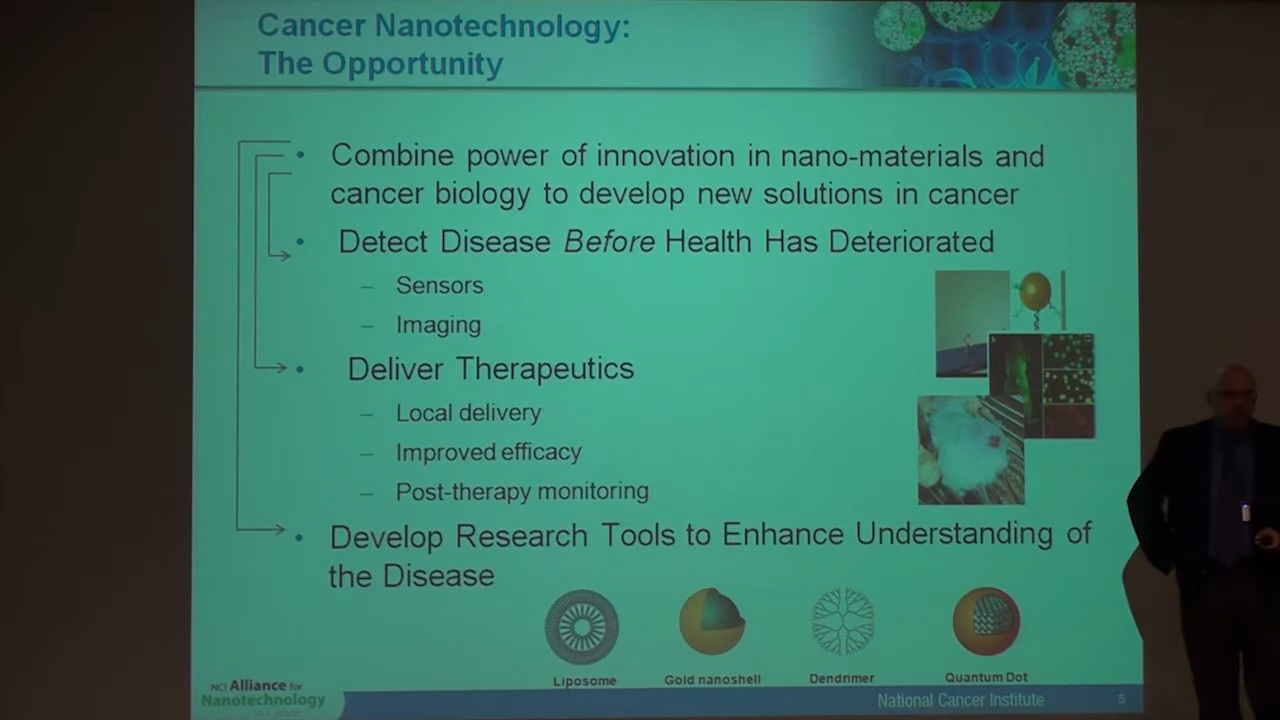 Cancer Nanotechnology:
The Opportunity
• Combine power of innovation in nano-materials and
cancer biology to develop new solutions in cancer
• Detect Disease Before Health Has Deteriorated
– Sensors
– Imaging
• Deliver Therapeutics
– Local delivery
– Improved efficacy
– Post-therapy monitoring
• Develop Research Tools to Enhance Understanding of
the Disease
Liposome
Gold nanoshell
Dendrimer
Quantum Dot
NCI Alliance for
Nanotechnology
in Cancer
National Cancer Institute
5